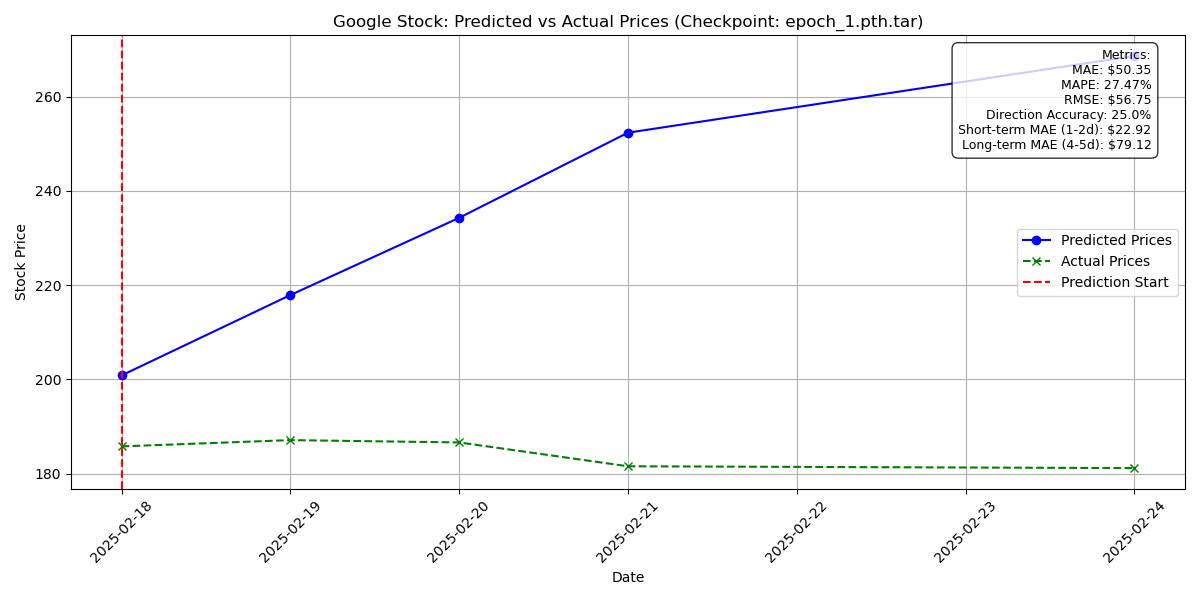 Google Stock: Predicted vs Actual Prices (Checkpoint: epoch_1.pth.tar)
Metrics:
MAE: $50.35
MAPE: 27.47%
RMSE: $56.75
Direction Accuracy: 25.0%
Short-term MAE (1-2d): $22.92
Long-term MAE (4-5d): $79.12
Predicted Prices
Actual Prices
Prediction Start
Stock Price
260
240
220
200
180
2025-02-18
2025-02-19
2025-02-20
2025-02-21
2025-02-22
2025-02-23
2025-02-24
Date